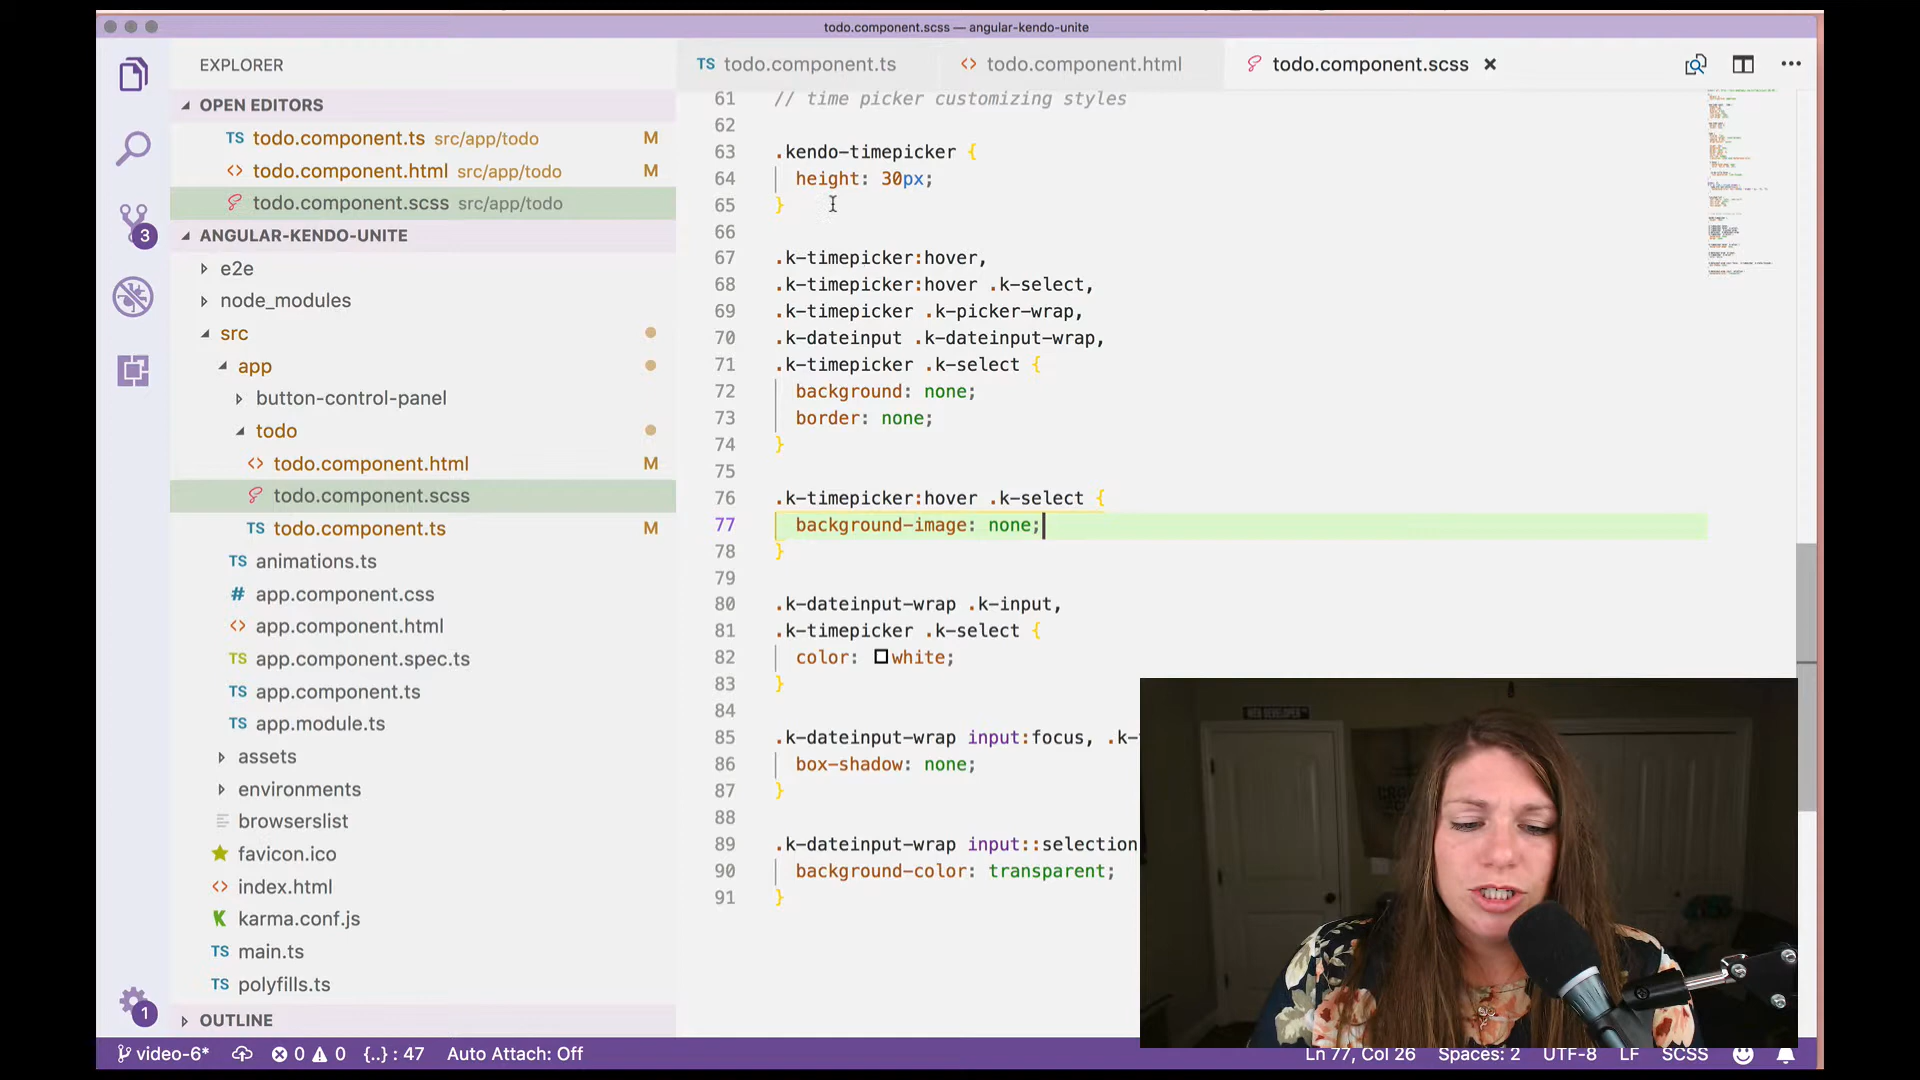 todo.component.scss — angular-kendo-unite
EXPLORER
TS todo.component.ts
<> todo.component.html
todo.component.scss ×
OPEN EDITORS
TS todo.component.ts src/app/todo M
<> todo.component.html src/app/todo M
todo.component.scss src/app/todo
3
ANGULAR-KENDO-UNITE
e2e
node_modules
src
app
button-control-panel
todo
<> todo.component.html M
todo.component.scss
TS todo.component.ts M
TS animations.ts
# app.component.css
<> app.component.html
TS app.component.spec.ts
TS app.component.ts
TS app.module.ts
assets
environments
browserslist
favicon.ico
<> index.html
K karma.conf.js
TS main.ts
TS polyfills.ts
1
OUTLINE
61 // time picker customizing styles
62
63 .kendo-timepicker {
64 height: 30px;
65 }
66
67 .k-timepicker:hover,
68 .k-timepicker:hover .k-select,
69 .k-timepicker .k-picker-wrap,
70 .k-dateinput .k-dateinput-wrap,
71 .k-timepicker .k-select {
72 background: none;
73 border: none;
74 }
75
76 .k-timepicker:hover .k-select {
77 background-image: none;
78 }
79
80 .k-dateinput-wrap .k-input,
81 .k-timepicker .k-select {
82 color: white;
83 }
84
85 .k-dateinput-wrap input:focus, .k-
86 box-shadow: none;
87 }
88
89 .k-dateinput-wrap input::selection
90 background-color: transparent;
91 }
WEB DEVELOPER
video-6* 0 0 {..} : 47 Auto Attach: Off Ln 77, Col 26 Spaces: 2 UTF-8 LF SCSS